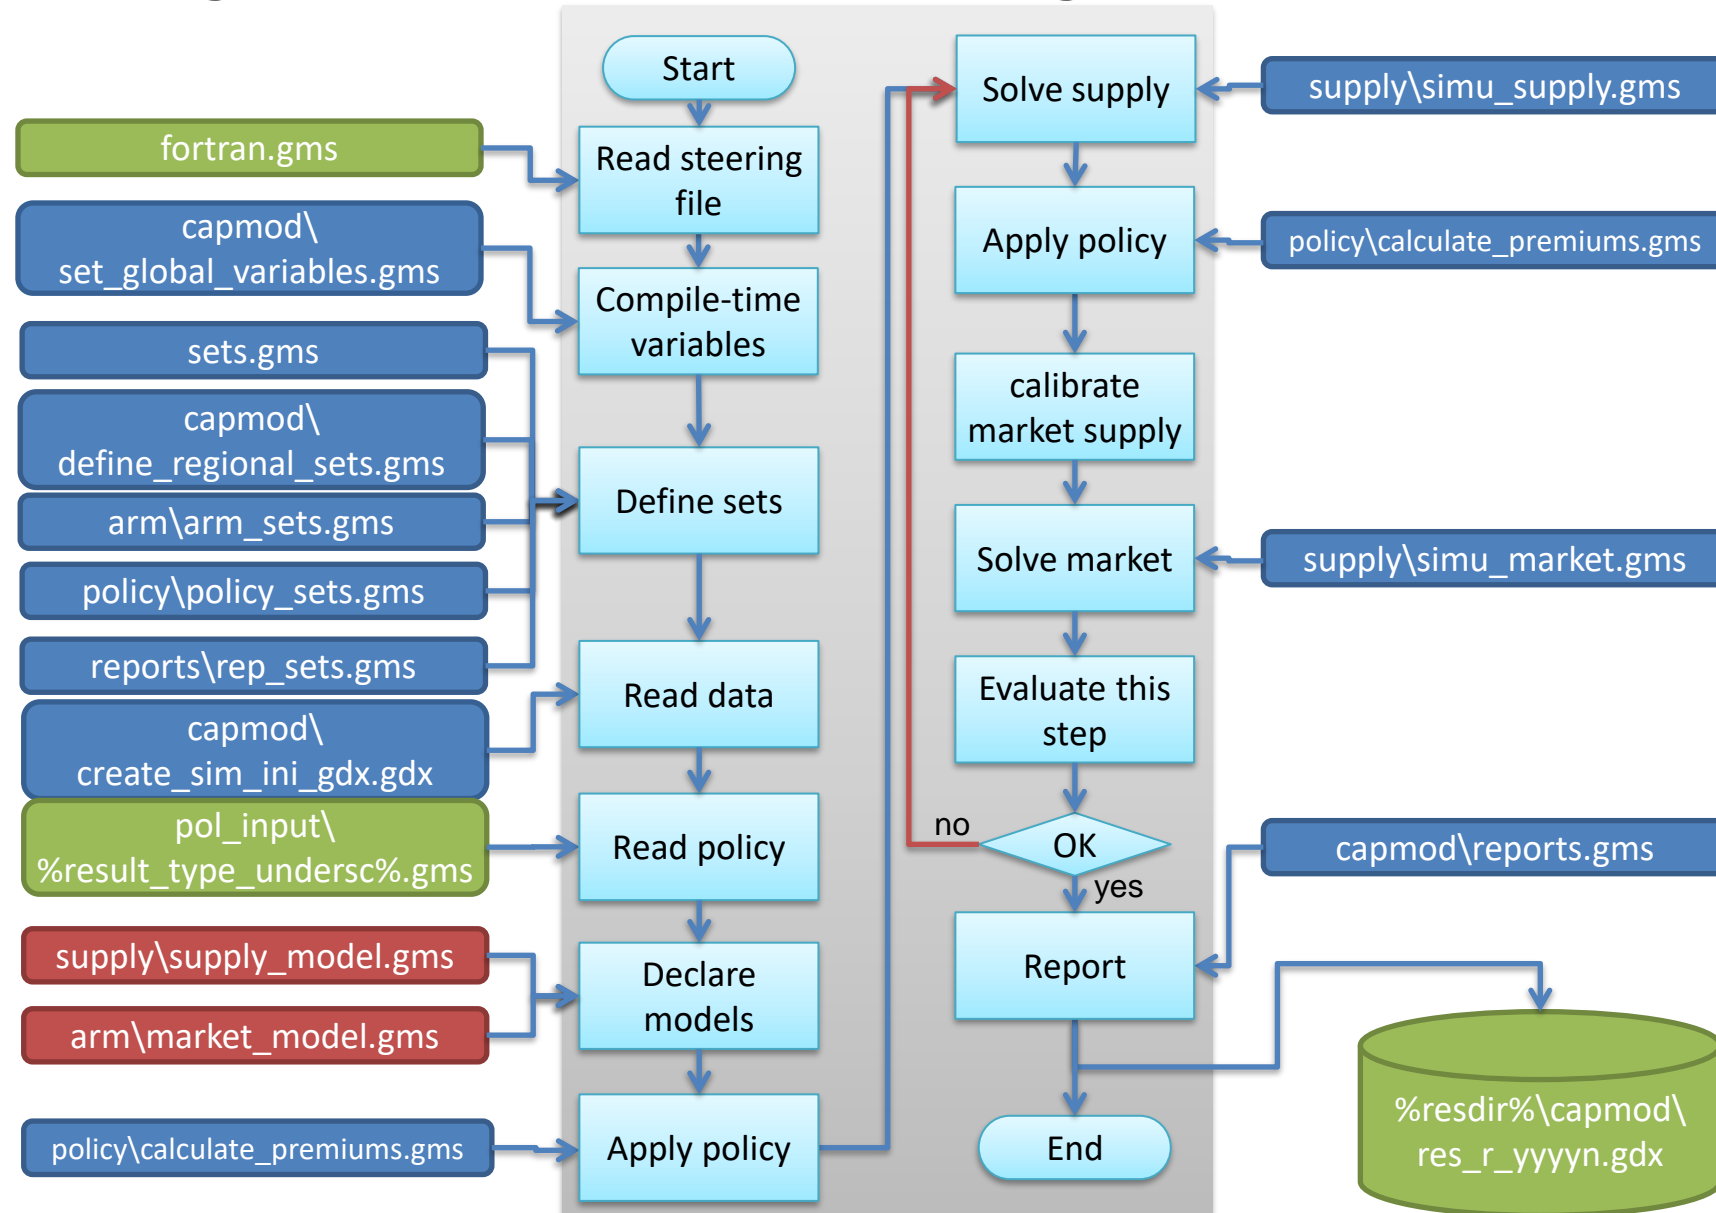 Start
Read steering
file
Compile-time
variables
Define sets
Read data
Read policy
Declare
models
Apply policy
fortran.gms
capmod\
set_global_variables.gms
sets.gms
capmod\
define_regional_sets.gms
arm\arm_sets.gms
policy\policy_sets.gms
reports\rep_sets.gms
capmod\
create_sim_ini_gdx.gdx
pol_input\
%result_type_undersc%.gms
supply\supply_model.gms
arm\market_model.gms
policy\calculate_premiums.gms
Solve supply
Apply policy
calibrate
market supply
Solve market
Evaluate this
step
no
OK
yes
Report
End
supply\simu_supply.gms
policy\calculate_premiums.gms
supply\simu_market.gms
capmod\reports.gms
%resdir%\capmod\
res_r_yyyyn.gdx